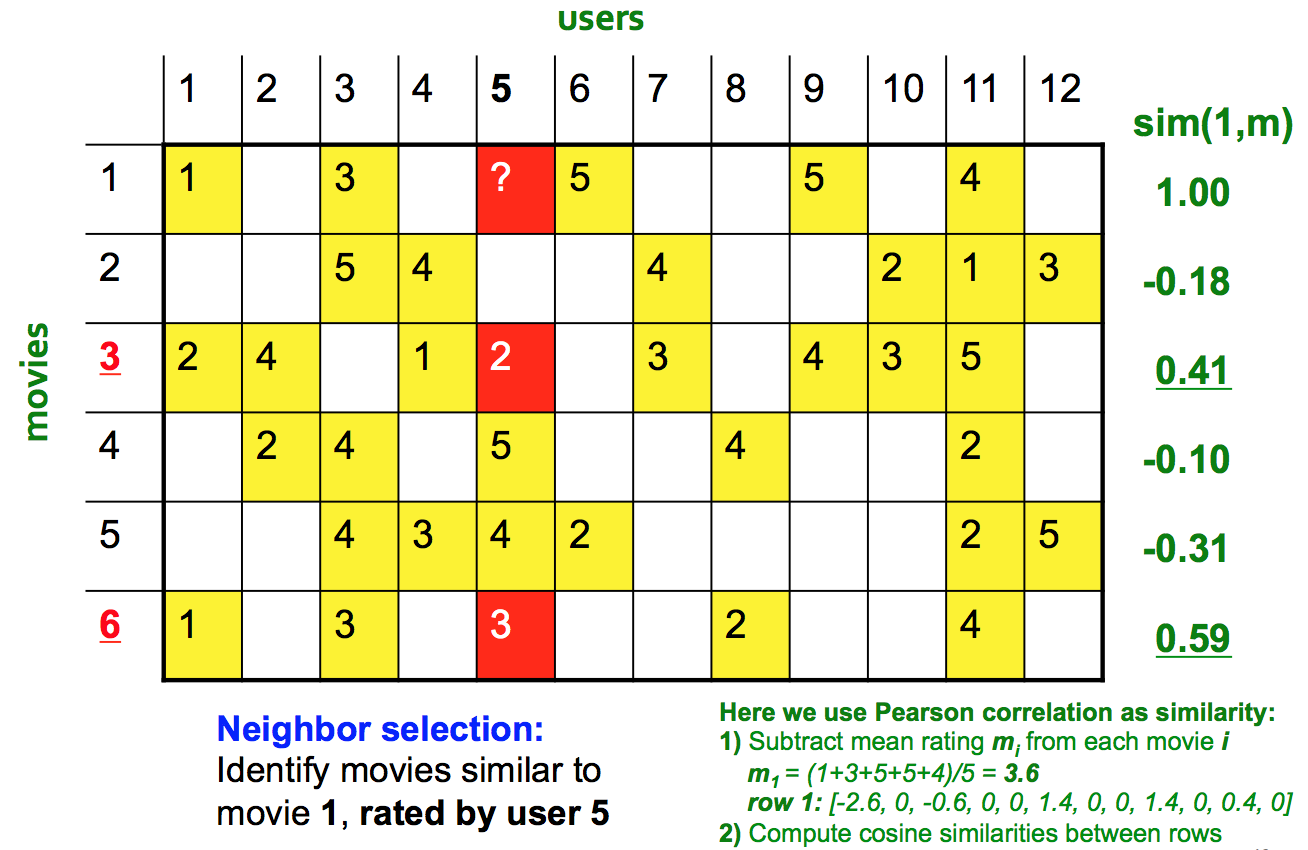 users
1 2 3 4 5 6 7 8 9 10 11 12
sim(1,m)
movies
1 1 3 ? 5 5 4 1.00
2 5 4 4 2 1 3 -0.18
3 2 4 1 2 3 4 3 5 0.41
4 2 4 5 4 2 -0.10
5 4 3 4 2 2 5 -0.31
6 1 3 3 2 4 0.59
Neighbor selection:
Identify movies similar to
movie 1, rated by user 5
Here we use Pearson correlation as similarity:
1) Subtract mean rating mi from each movie i
m1 = (1+3+5+5+4)/5 = 3.6
row 1: [-2.6, 0, -0.6, 0, 0, 1.4, 0, 0, 1.4, 0, 0.4, 0]
2) Compute cosine similarities between rows